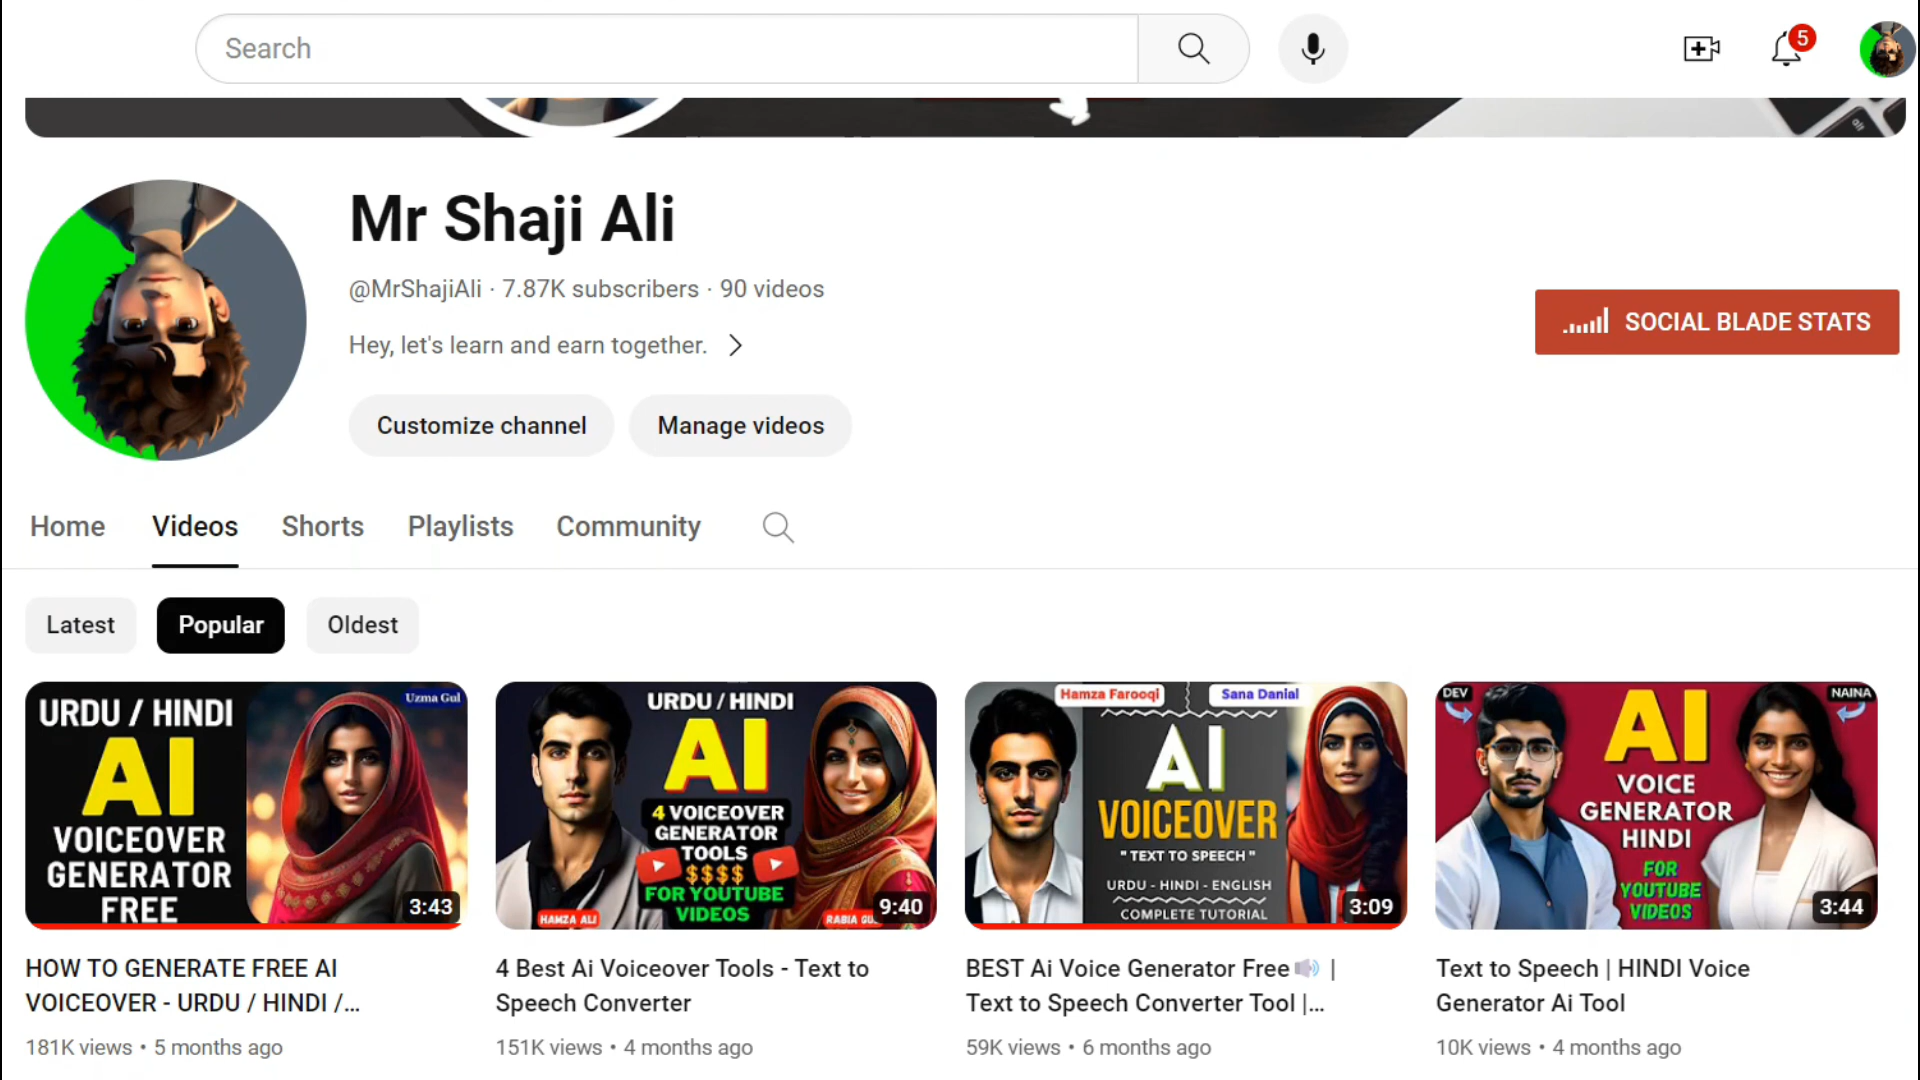 Search
5
alt
Mr Shaji Ali
@MrShajiAli · 7.87K subscribers · 90 videos
Hey, let's learn and earn together.
SOCIAL BLADE STATS
Customize channel
Manage videos
Home
Videos
Shorts
Playlists
Community
Latest
Popular
Oldest
URDU / HINDI
AI
VOICEOVER
GENERATOR
FREE
Uzma Gul
3:43
HOW TO GENERATE FREE AI
VOICEOVER - URDU / HINDI /...
181K views • 5 months ago
URDU / HINDI
AI
4 VOICEOVER
GENERATOR
TOOLS
$$$$
FOR YOUTUBE
VIDEOS
HAMZA ALI
RABIA
9:40
4 Best Ai Voiceover Tools - Text to
Speech Converter
151K views • 4 months ago
Hamza Farooqi
Sana Danial
AI
VOICEOVER
"TEXT TO SPEECH"
URDU - HINDI - ENGLISH
COMPLETE TUTORIAL
3:09
BEST Ai Voice Generator Free🔊 |
Text to Speech Converter Tool |...
59K views • 6 months ago
DEV
NAINA
AI
VOICE
GENERATOR
HINDI
FOR
YOUTUBE
VIDEOS
3:44
Text to Speech | HINDI Voice
Generator Ai Tool
10K views • 4 months ago